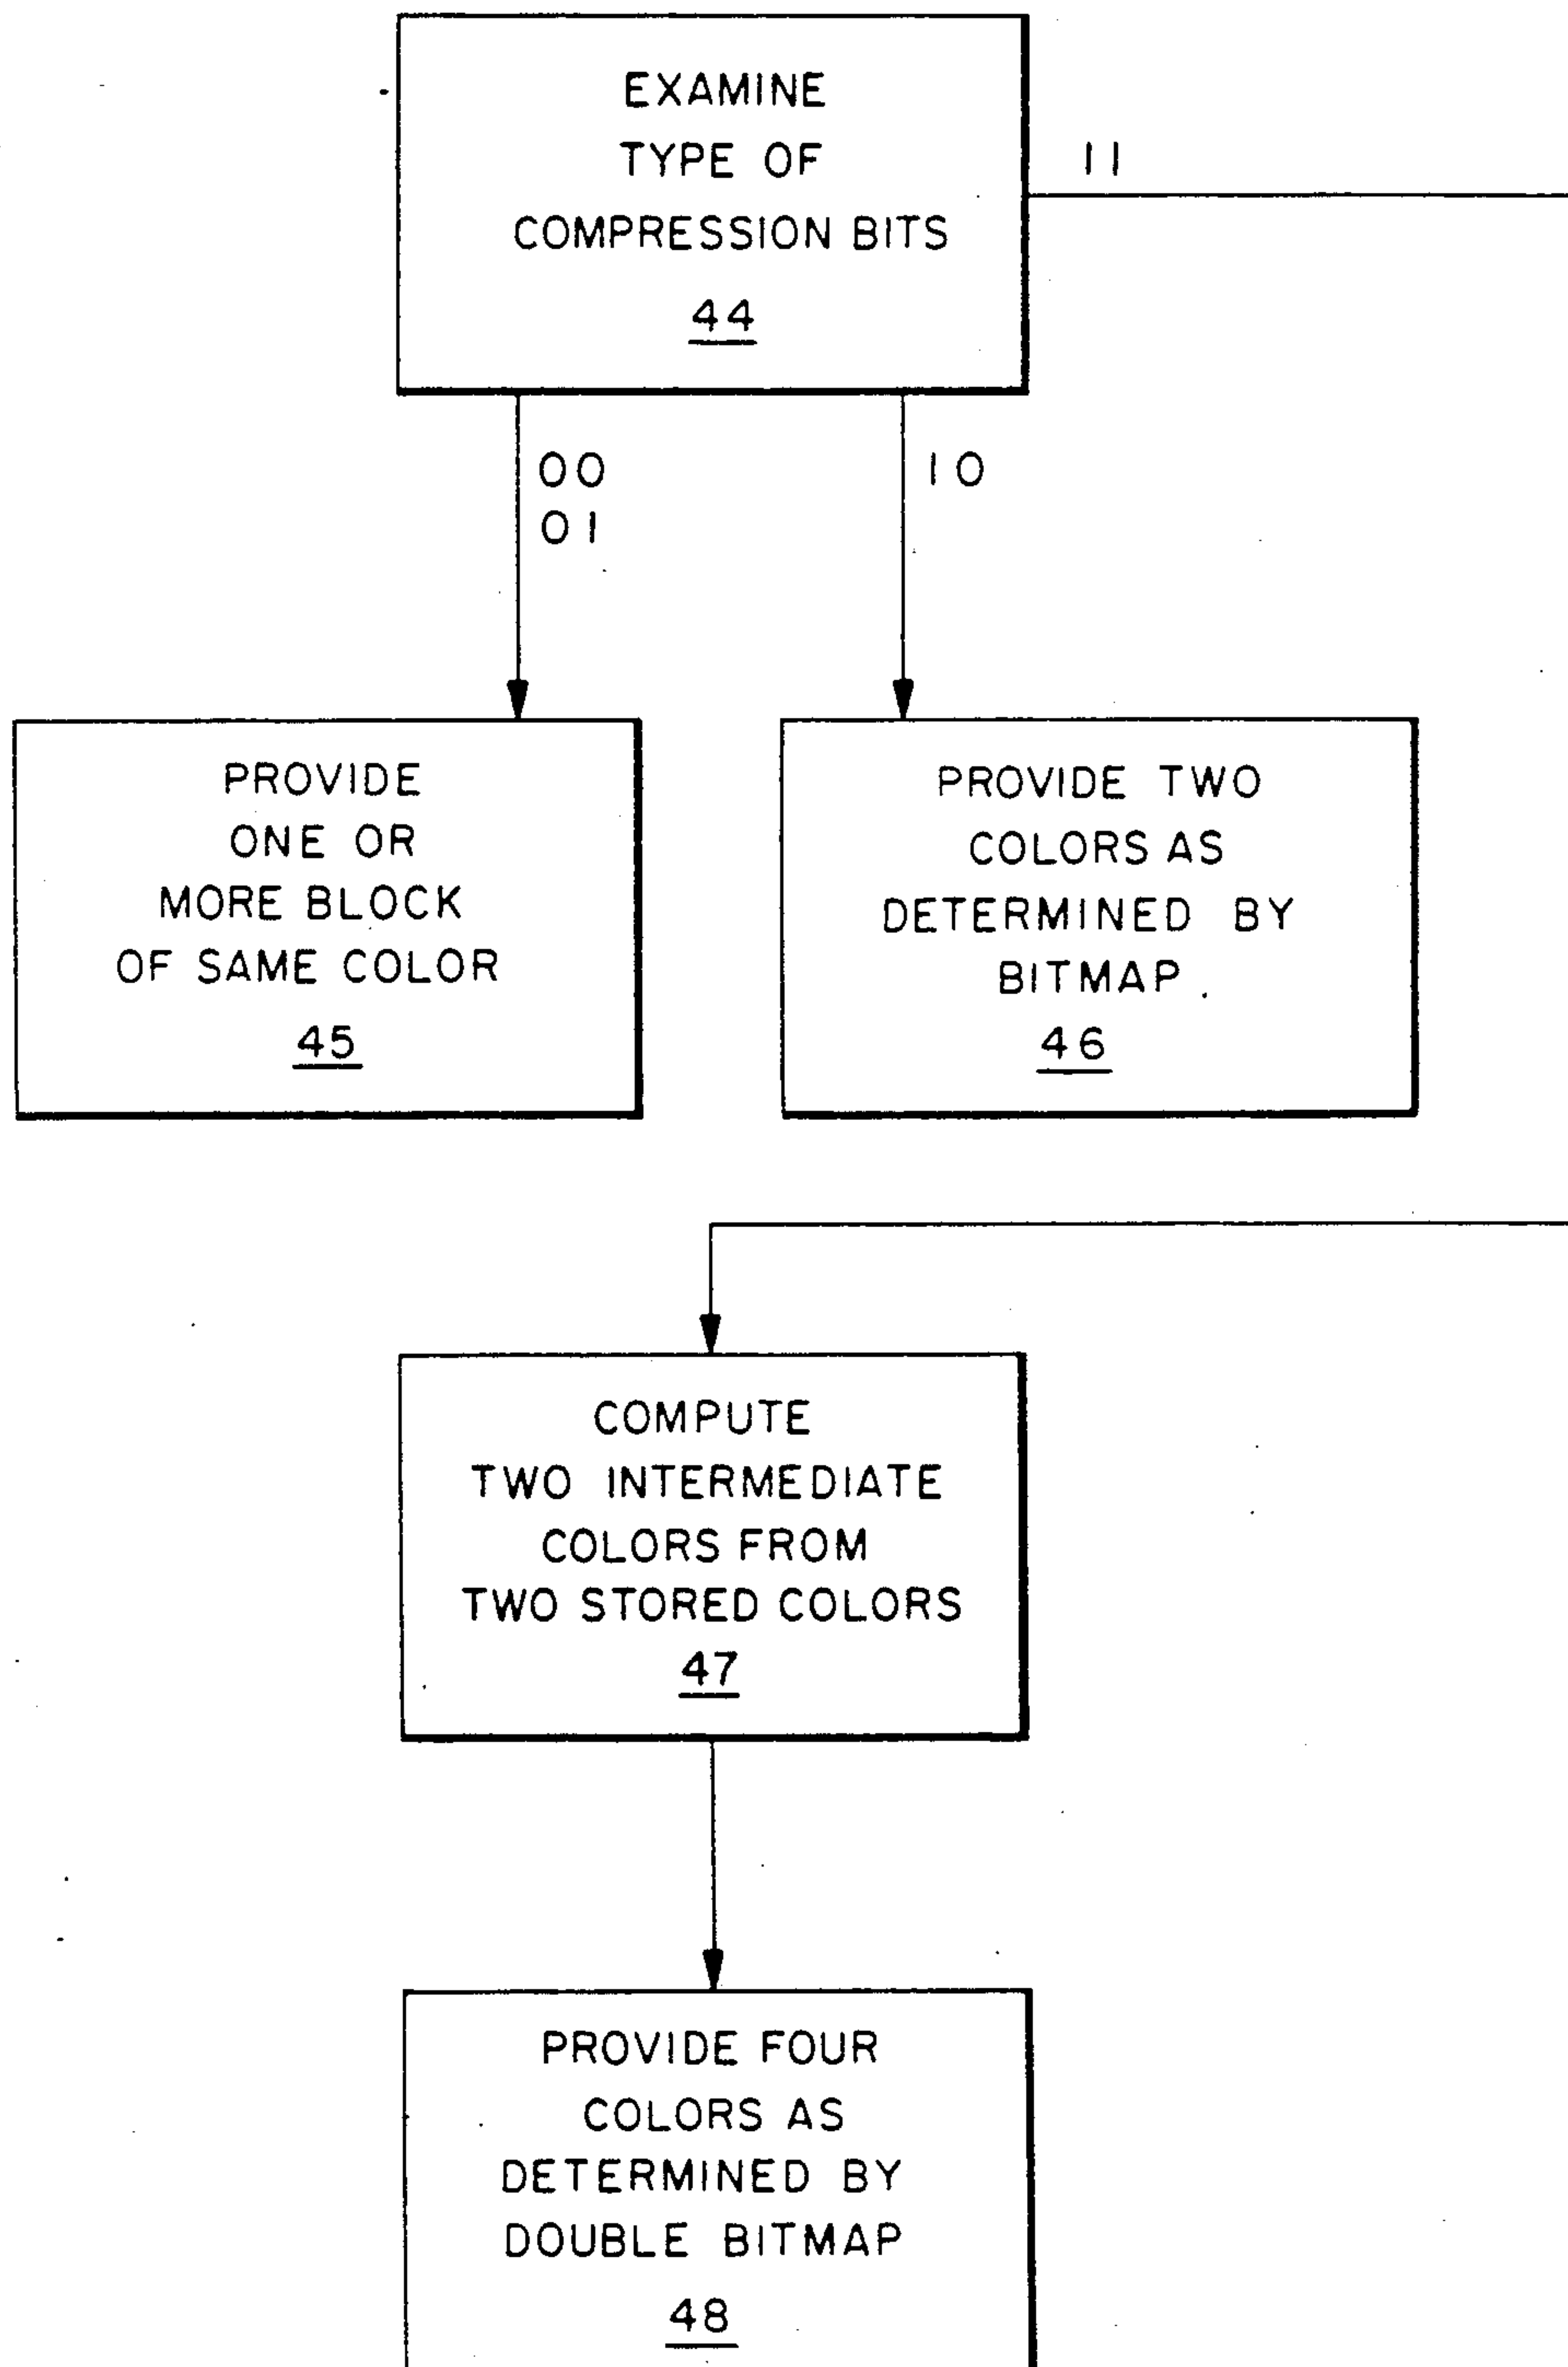 EXAMINE
TYPE OF
COMPRESSION BITS
44
11
00
01
10
PROVIDE
ONE OR
MORE BLOCK
OF SAME COLOR
45
PROVIDE TWO
COLORS AS
DETERMINED BY
BITMAP
46
COMPUTE
TWO INTERMEDIATE
COLORS FROM
TWO STORED COLORS
47
PROVIDE FOUR
COLORS AS
DETERMINED BY
DOUBLE BITMAP
48